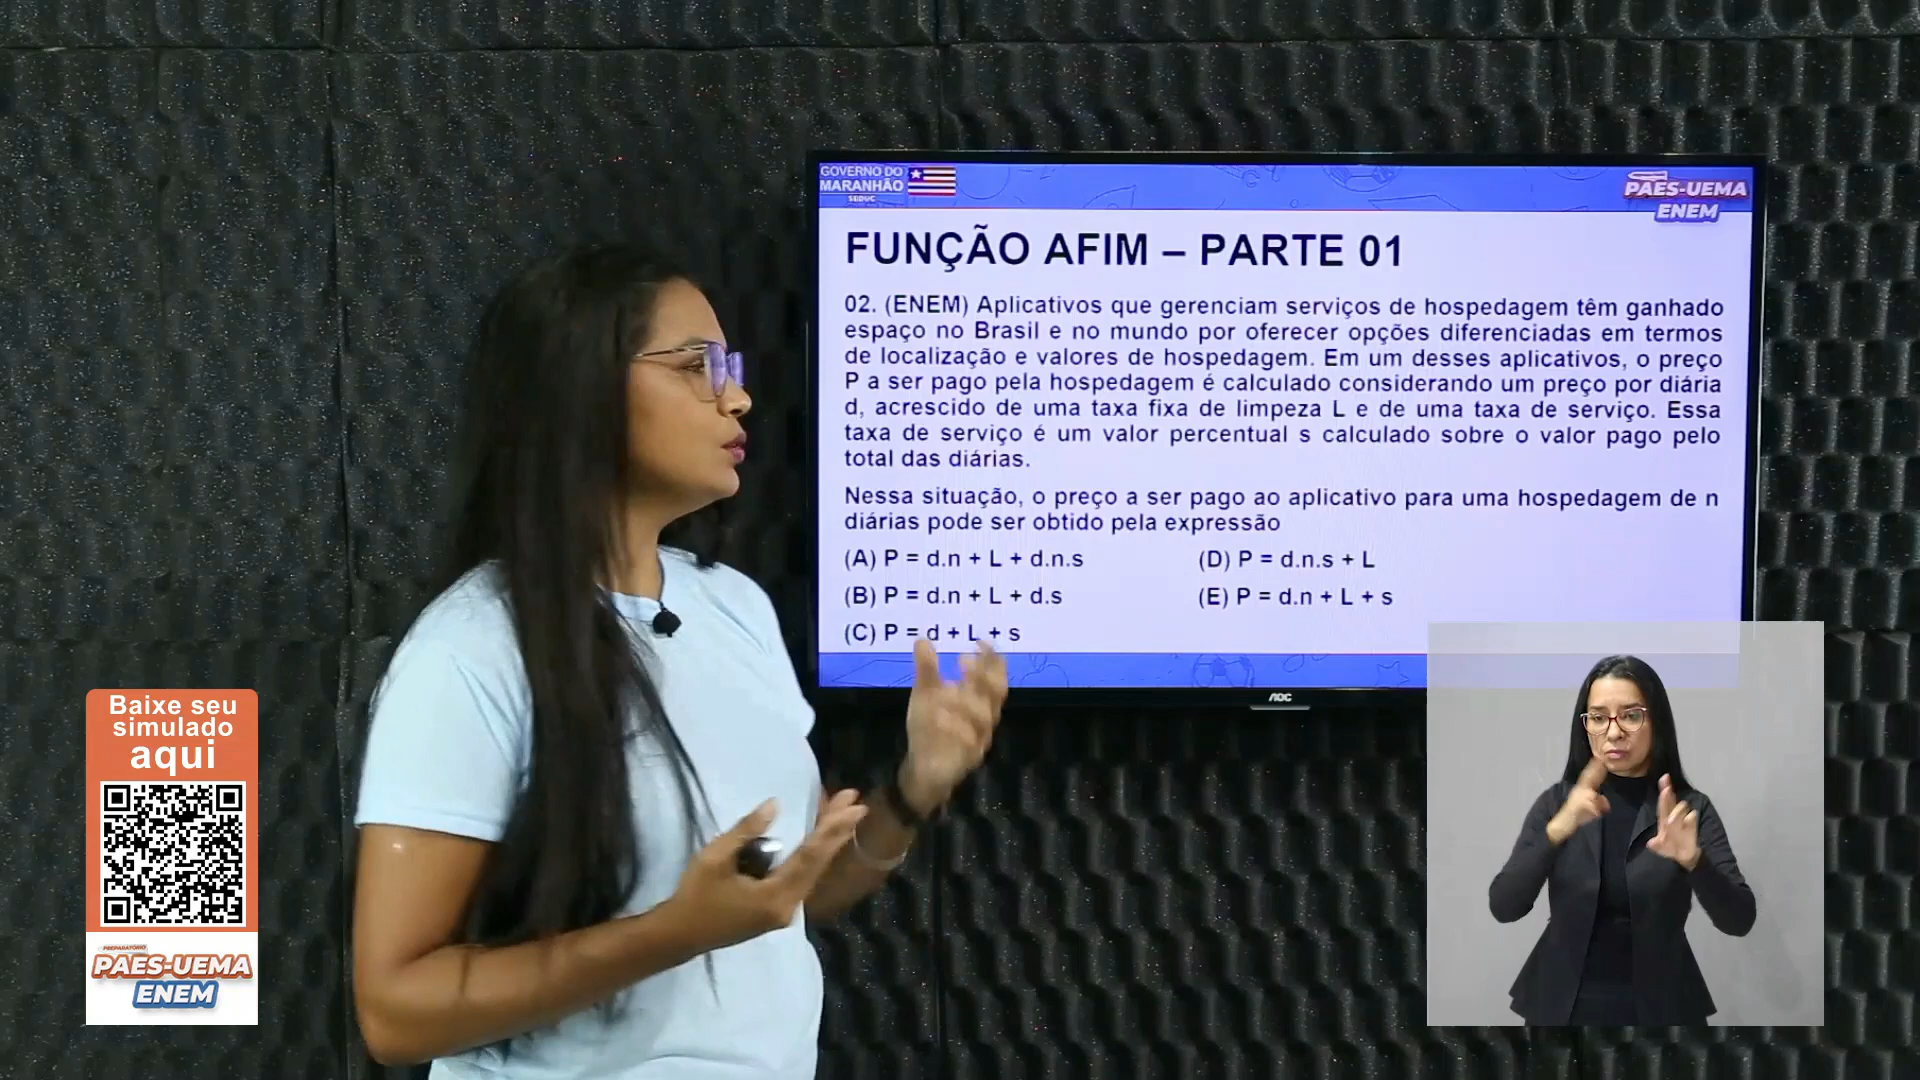 GOVERNO DO
MARANHÃO
SEDUC
PAES-UEMA
ENEM
FUNÇÃO AFIM – PARTE 01
02. (ENEM) Aplicativos que gerenciam serviços de hospedagem têm ganhado
espaço no Brasil e no mundo por oferecer opções diferenciadas em termos
de localização e valores de hospedagem. Em um desses aplicativos, o preço
P a ser pago pela hospedagem é calculado considerando um preço por diária
d, acrescido de uma taxa fixa de limpeza L e de uma taxa de serviço. Essa
taxa de serviço é um valor percentual s calculado sobre o valor pago pelo
total das diárias.
Nessa situação, o preço a ser pago ao aplicativo para uma hospedagem de n
diárias pode ser obtido pela expressão
(A) P = d.n + L + d.n.s
(B) P = d.n + L + d.s
(C) P = d + L + s
(D) P = d.n.s + L
(E) P = d.n + L + s
AOC
Baixe seu
simulado
aqui
PREPARATÓRIO
PAES-UEMA
ENEM